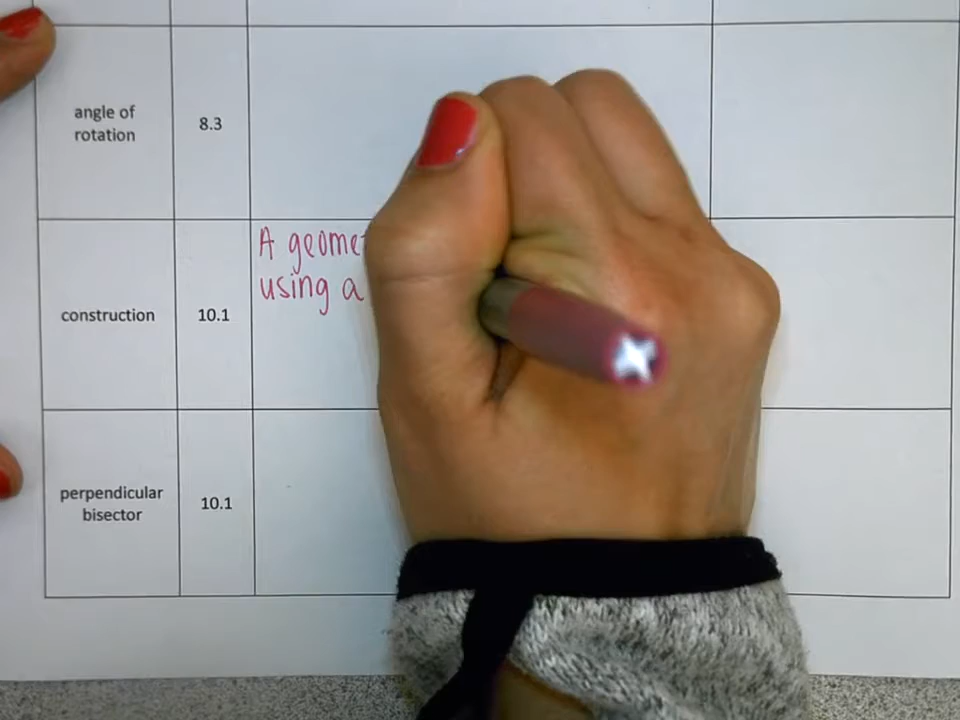 angle of
rotation
8.3
A geome
using a
construction
10.1
perpendicular
bisector
10.1